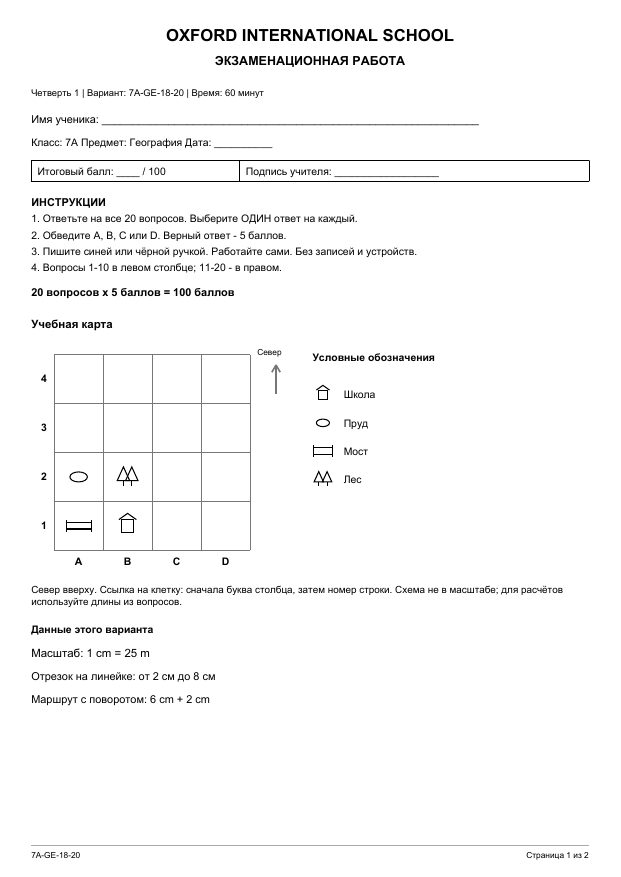 OXFORD INTERNATIONAL SCHOOL
ЭКЗАМЕНАЦИОННАЯ РАБОТА
Четверть 1 | Вариант: 7A-GE-18-20 | Время: 60 минут
Имя ученика: _______________________________________________________________
Класс: 7A Предмет: География Дата: __________
Итоговый балл: ____ / 100
Подпись учителя: __________________
ИНСТРУКЦИИ
1. Ответьте на все 20 вопросов. Выберите ОДИН ответ на каждый.
2. Обведите A, B, C или D. Верный ответ - 5 баллов.
3. Пишите синей или чёрной ручкой. Работайте сами. Без записей и устройств.
4. Вопросы 1-10 в левом столбце; 11-20 - в правом.
20 вопросов x 5 баллов = 100 баллов
Учебная карта
Север
4
3
2
1
A B C D
Условные обозначения
Школа
Пруд
Мост
Лес
Север вверху. Ссылка на клетку: сначала буква столбца, затем номер строки. Схема не в масштабе; для расчётов
используйте длины из вопросов.
Данные этого варианта
Масштаб: 1 cm = 25 m
Отрезок на линейке: от 2 см до 8 см
Маршрут с поворотом: 6 cm + 2 cm
7A-GE-18-20
Страница 1 из 2